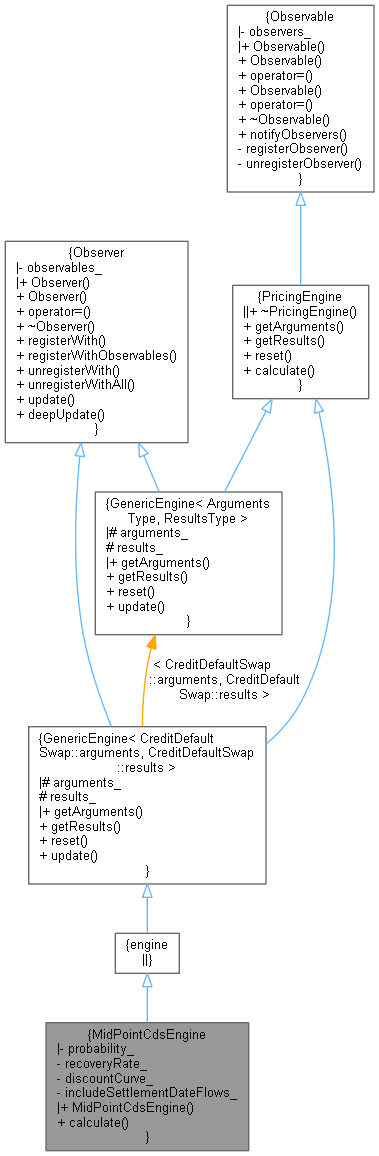 {Observable
|- observers_
|+ Observable()
+ Observable()
+ operator=()
+ Observable()
+ operator=()
+ ~Observable()
+ notifyObservers()
- registerObserver()
- unregisterObserver()
}
{Observer
|- observables_
|+ Observer()
+ Observer()
+ operator=()
+ ~Observer()
+ registerWith()
+ registerWithObservables()
+ unregisterWith()
+ unregisterWithAll()
+ update()
+ deepUpdate()
}
{PricingEngine
||+ ~PricingEngine()
+ getArguments()
+ getResults()
+ reset()
+ calculate()
}
{GenericEngine< Arguments
Type, ResultsType >
|# arguments_
# results_
|+ getArguments()
+ getResults()
+ reset()
+ update()
}
< CreditDefaultSwap
::arguments, CreditDefault
Swap::results >
{GenericEngine< CreditDefault
Swap::arguments, CreditDefaultSwap
::results >
|# arguments_
# results_
|+ getArguments()
+ getResults()
+ reset()
+ update()
}
{engine
||}
{MidPointCdsEngine
|- probability_
- recoveryRate_
- discountCurve_
- includeSettlementDateFlows_
|+ MidPointCdsEngine()
+ calculate()
}